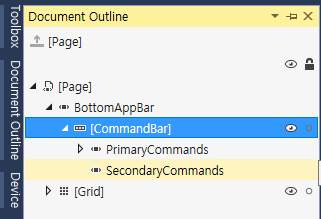 Toolbox
Document Outline
Device
Document Outline
[Page]
[Page]
BottomAppBar
[CommandBar]
PrimaryCommands
SecondaryCommands
[Grid]